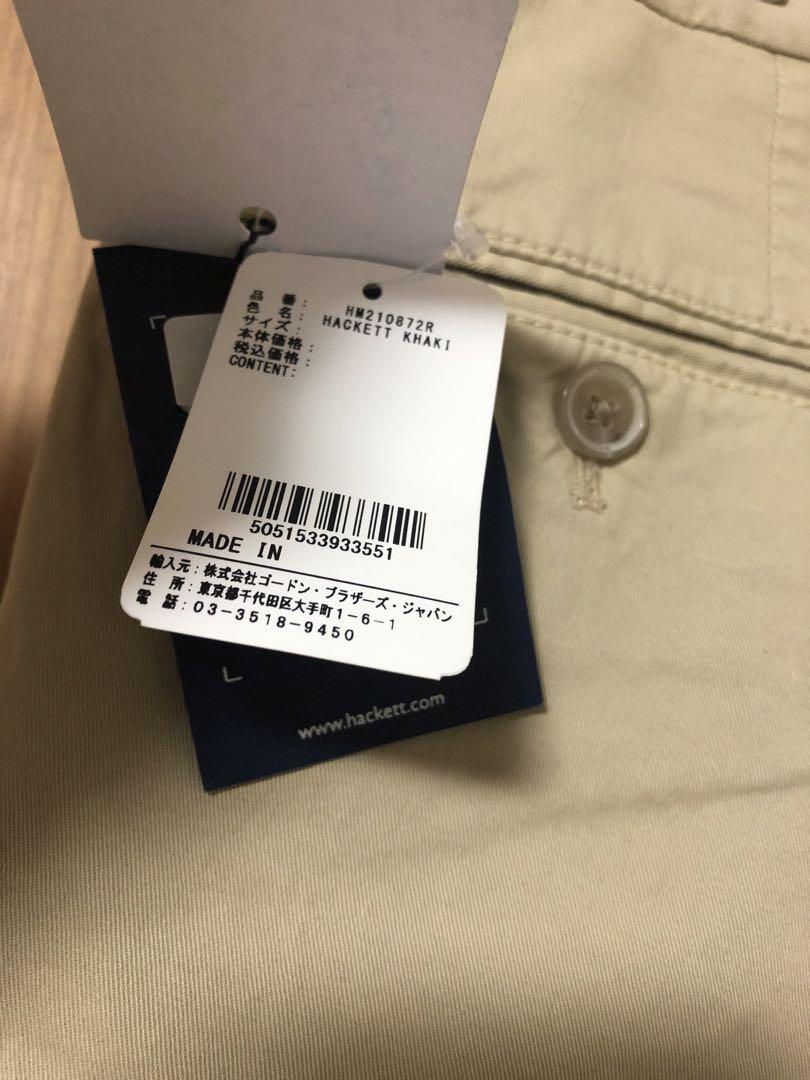 品 番： HM210872R
色 名： HACKETT KHAKI
サイズ：
本体価格：
税込価格：
CONTENT:
5051533933551
MADE IN
輸入元：株式会社ゴードン・ブラザーズ・ジャパン
住 所：東京都千代田区大手町1-6-1
電 話：03-3518-9450
www.hackett.com